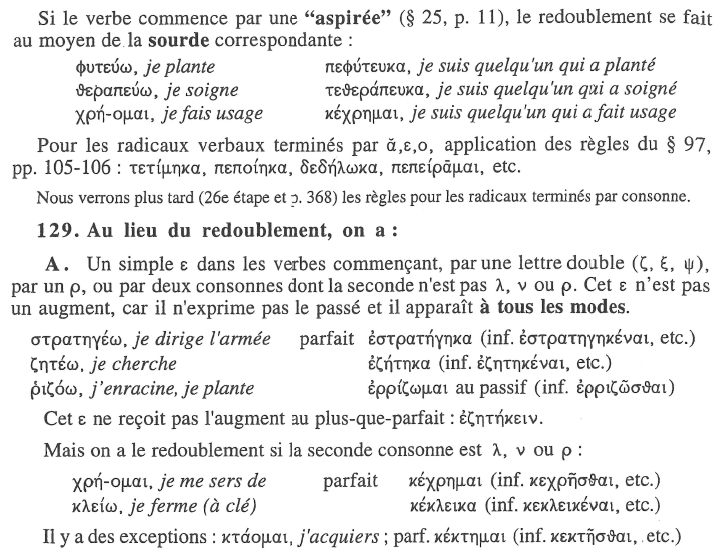 Si le verbe commence par une “aspirée” (§ 25, p. 11), le redoublement se fait
au moyen de la sourde correspondante :
φυτεύω, je plante πεφύτευκα, je suis quelqu'un qui a planté
θεραπεύω, je soigne τεθεράπευκα, je suis quelqu'un qui a soigné
χρή-ομαι, je fais usage κέχρημαι, je suis quelqu'un qui a fait usage
Pour les radicaux verbaux terminés par ᾰ,ε,ο, application des règles du § 97,
pp. 105-106 : τετίμηκα, πεποίηκα, δεδήλωκα, πεπείρᾱμαι, etc.
Nous verrons plus tard (26e étape et p. 368) les règles pour les radicaux terminés par consonne.
129. Au lieu du redoublement, on a :
A. Un simple ε dans les verbes commençant, par une lettre double (ζ, ξ, ψ),
par un ρ, ou par deux consonnes dont la seconde n'est pas λ, ν ou ρ. Cet ε n’est pas
un augment, car il n'exprime pas le passé et il apparaît à tous les modes.
στρατηγέω, je dirige l'armée parfait ἐστρατήγηκα (inf. ἐστρατηγηκέναι, etc.)
ζητέω, je cherche ἐζήτηκα (inf. ἐζητηκέναι, etc.)
ῥιζόω, j’enracine, je plante ἐρρίζωμαι au passif (inf. ἐρριζῶσθαι)
Cet ε ne reçoit pas l'augment au plus-que-parfait : ἐζητήκειν.
Mais on a le redoublement si la seconde consonne est λ, ν ou ρ :
χρή-ομαι, je me sers de parfait κέχρημαι (inf. κεχρῆσθαι, etc.)
κλείω, je ferme (à clé) κέκλεικα (inf. κεκλεικέναι, etc.)
Il y a des exceptions : κτάομαι, j'acquiers ; parf. κέκτημαι (inf. κεκτῆσθαι, etc.)